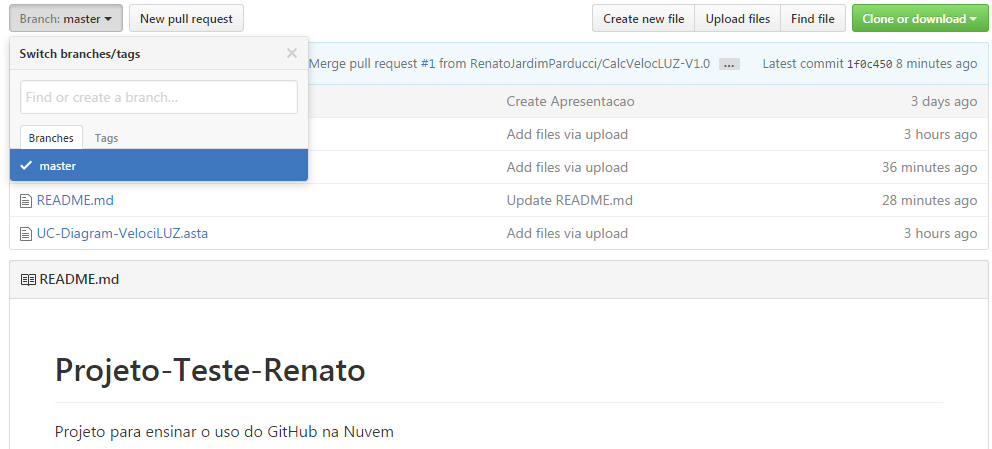 Branch: master New pull request Create new file Upload files Find file Clone or download
Switch branches/tags ×
Merge pull request #1 from RenatoJardimParducci/CalcVelocLUZ-V1.0 ... Latest commit 1f0c450 8 minutes ago
Find or create a branch...
Create Apresentacao 3 days ago
Branches Tags
Add files via upload 3 hours ago
master
Add files via upload 36 minutes ago
README.md Update README.md 28 minutes ago
UC-Diagram-VelociLUZ.asta Add files via upload 3 hours ago
README.md
Projeto-Teste-Renato
Projeto para ensinar o uso do GitHub na Nuvem